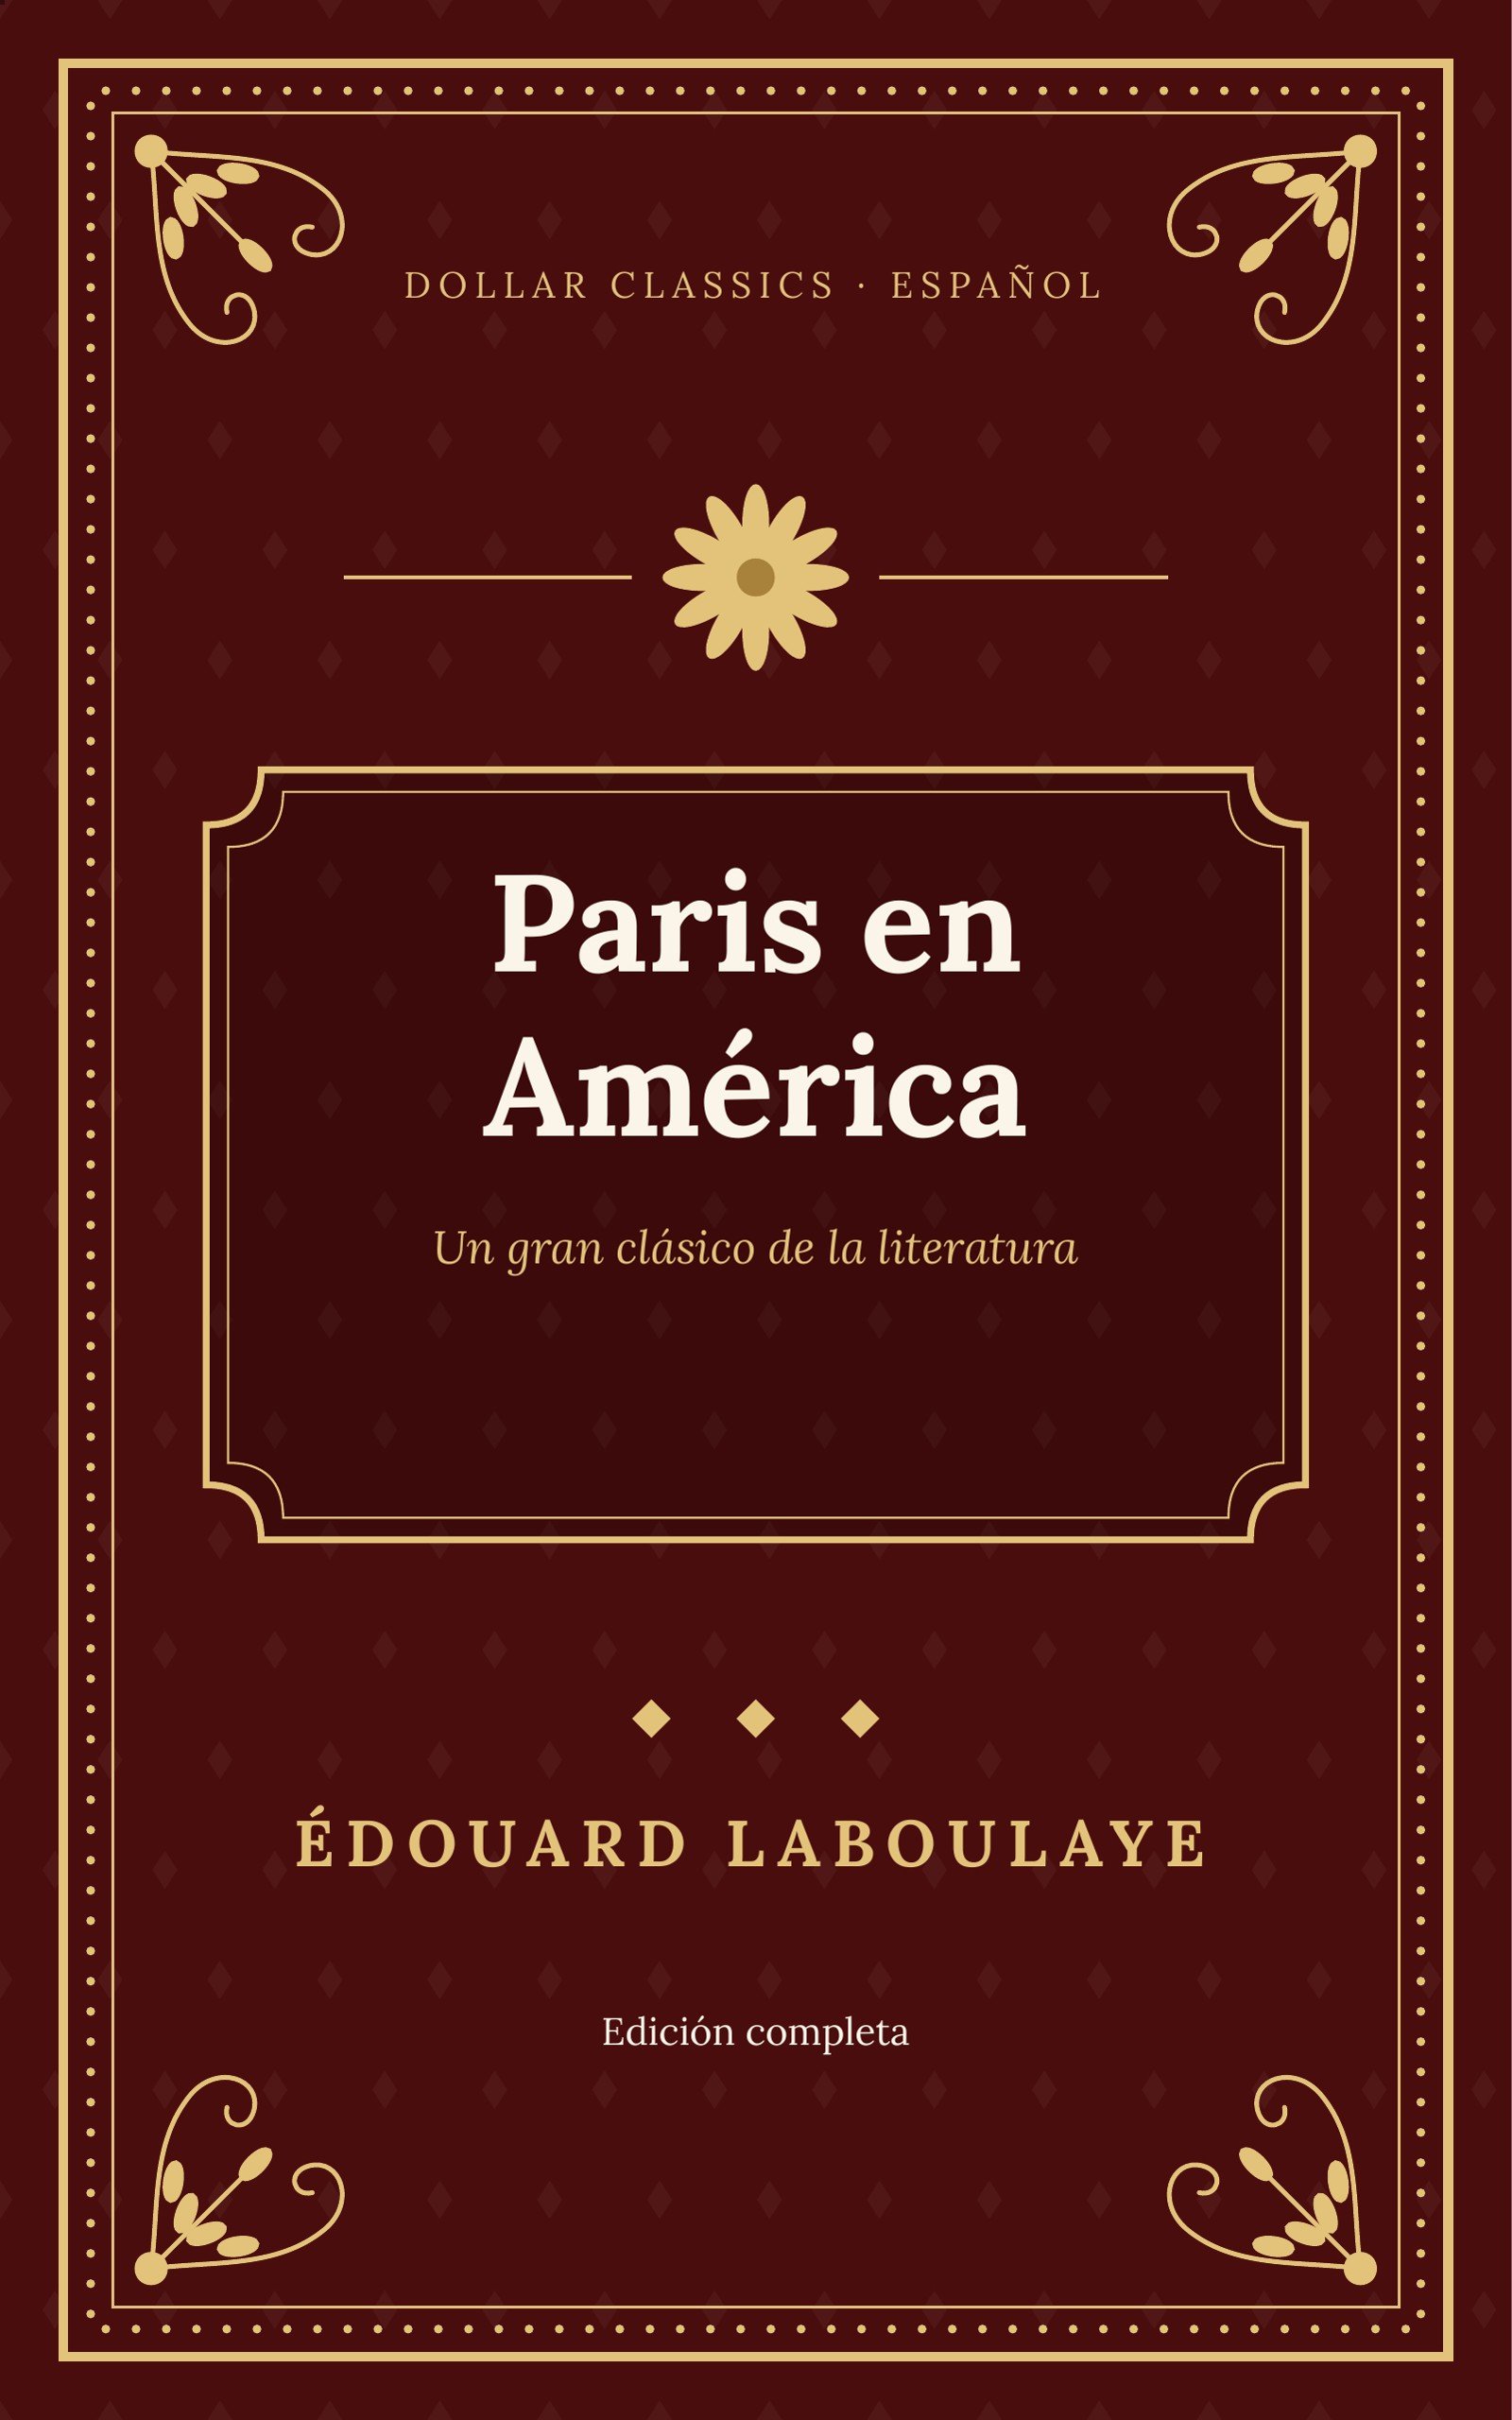 DOLLAR CLASSICS · ESPAÑOL
Paris en
América
Un gran clásico de la literatura
ÉDOUARD LABOULAYE
Edición completa